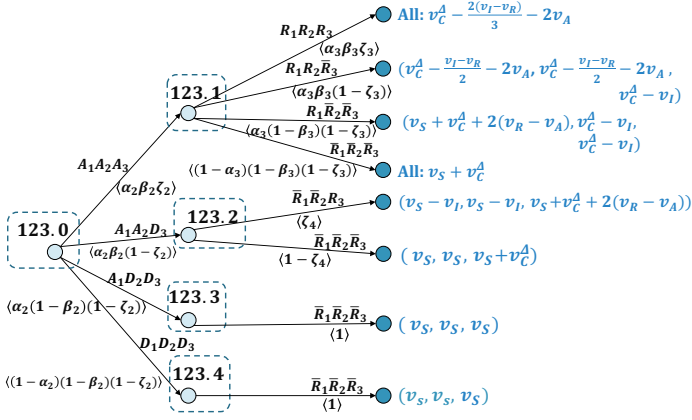 R₁R₂R₃
All: v_C^Δ − 2(v_I−v_R)/3 − 2v_A
⟨α₃β₃ζ₃⟩
R₁R₂R̅₃
(v_C^Δ − (v_I−v_R)/2 − 2v_A, v_C^Δ − (v_I−v_R)/2 − 2v_A,
v_C^Δ − v_I)
⟨α₃β₃(1−ζ₃)⟩
123.1
R₁R̅₂R̅₃
(v_S + v_C^Δ + 2(v_R − v_A), v_C^Δ − v_I,
v_C^Δ − v_I)
⟨α₃(1−β₃)(1−ζ₃)⟩
R̅₁R̅₂R̅₃
All: v_S + v_C^Δ
⟨(1−α₃)(1−β₃)(1−ζ₃)⟩
A₁A₂A₃
⟨α₂β₂ζ₂⟩
R̅₁R̅₂R₃
(v_S − v_I, v_S − v_I, v_S+v_C^Δ + 2(v_R − v_A))
⟨ζ₄⟩
123.2
123.0
A₁A₂D₃
⟨α₂β₂(1−ζ₂)⟩
R̅₁R̅₂R̅₃
( v_S, v_S, v_S+v_C^Δ)
⟨1−ζ₄⟩
A₁D₂D₃
⟨α₂(1−β₂)(1−ζ₂)⟩
123.3
R̅₁R̅₂R̅₃
( v_S, v_S, v_S)
⟨1⟩
D₁D₂D₃
⟨(1−α₂)(1−β₂)(1−ζ₂)⟩
123.4
R̅₁R̅₂R̅₃
(v_S, v_S, v_S)
⟨1⟩